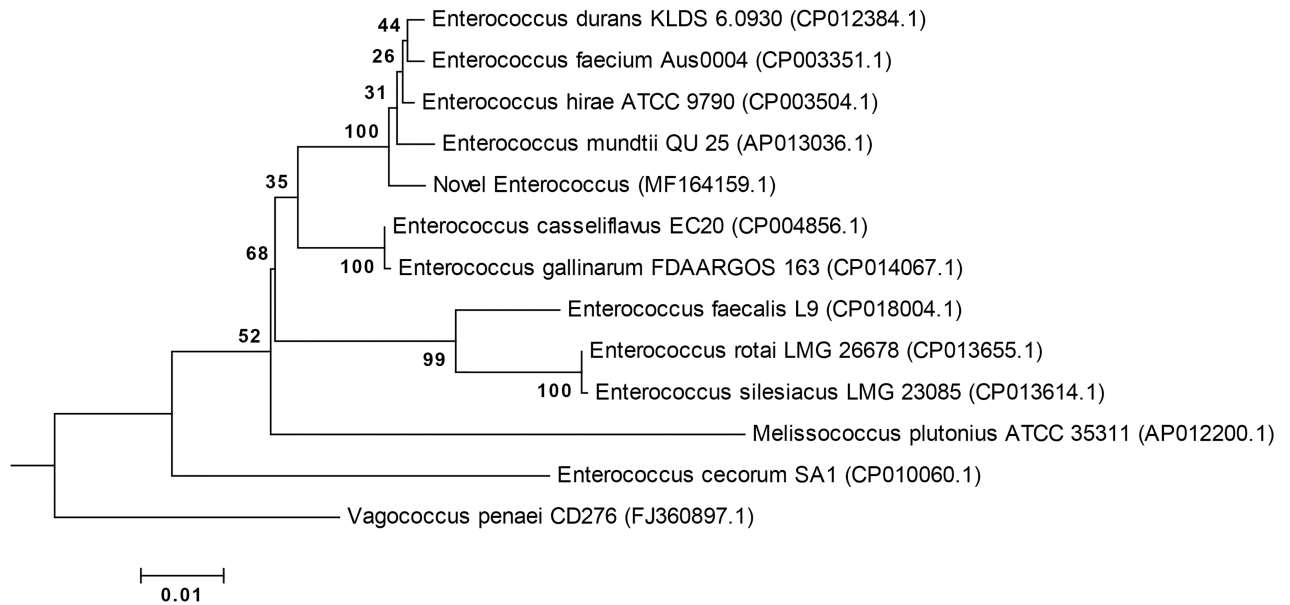 44
Enterococcus durans KLDS 6.0930 (CP012384.1)
26
Enterococcus faecium Aus0004 (CP003351.1)
31
Enterococcus hirae ATCC 9790 (CP003504.1)
100
Enterococcus mundtii QU 25 (AP013036.1)
35
Novel Enterococcus (MF164159.1)
Enterococcus casseliflavus EC20 (CP004856.1)
68
100
Enterococcus gallinarum FDAARGOS 163 (CP014067.1)
Enterococcus faecalis L9 (CP018004.1)
52
99
Enterococcus rotai LMG 26678 (CP013655.1)
100
Enterococcus silesiacus LMG 23085 (CP013614.1)
Melissococcus plutonius ATCC 35311 (AP012200.1)
Enterococcus cecorum SA1 (CP010060.1)
Vagococcus penaei CD276 (FJ360897.1)
0.01